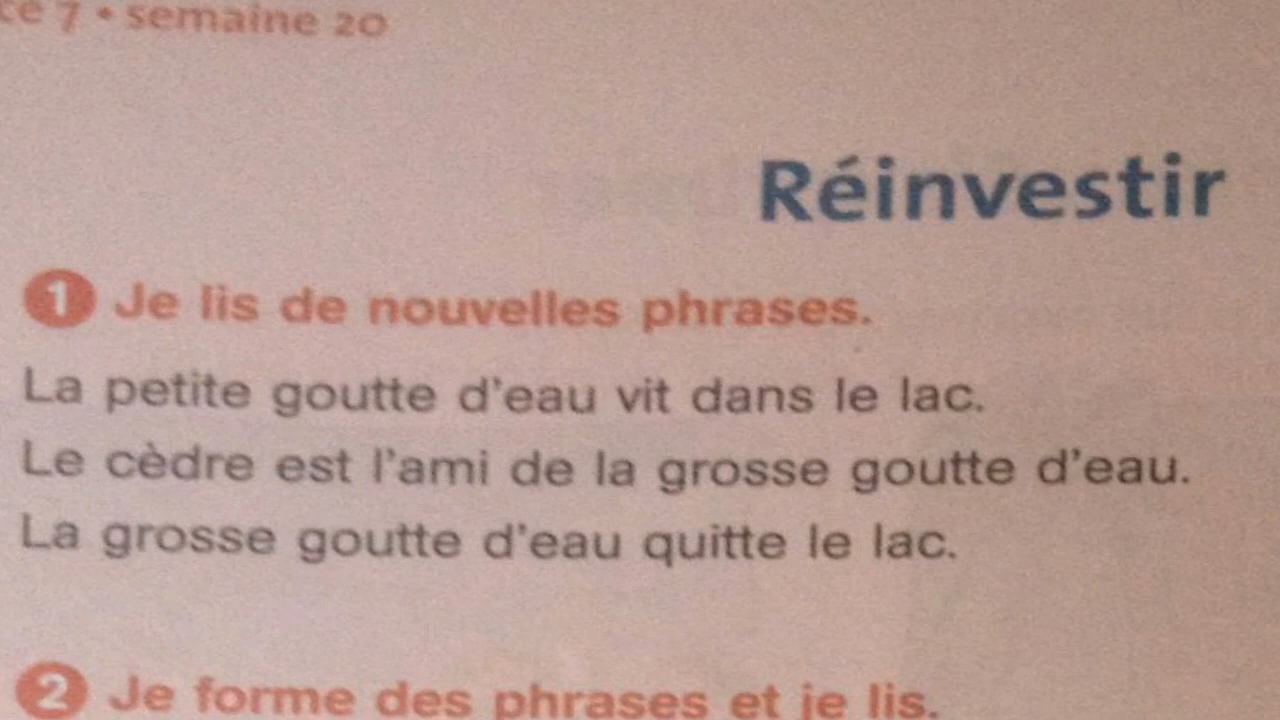 7 • semaine 20
Réinvestir
1 Je lis de nouvelles phrases.
La petite goutte d'eau vit dans le lac.
Le cèdre est l'ami de la grosse goutte d'eau.
La grosse goutte d'eau quitte le lac.
2 Je forme des phrases et je lis.